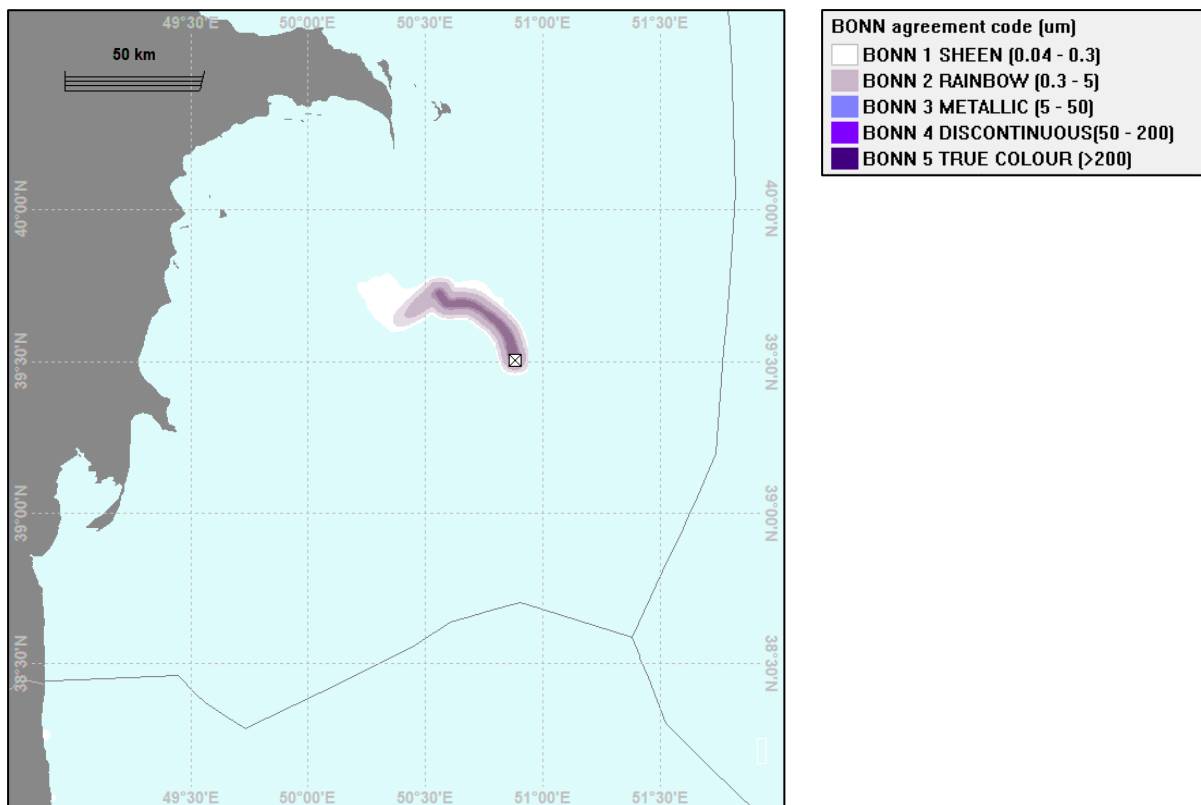 49°30'E 50°00'E 50°30'E 51°00'E 51°30'E
50 km
40°00'N 40°00'N
39°30'N 39°30'N
39°00'N 39°00'N
38°30'N 38°30'N
49°30'E 50°00'E 50°30'E 51°00'E 51°30'E
BONN agreement code (um)
BONN 1 SHEEN (0.04 - 0.3)
BONN 2 RAINBOW (0.3 - 5)
BONN 3 METALLIC (5 - 50)
BONN 4 DISCONTINUOUS(50 - 200)
BONN 5 TRUE COLOUR (>200)